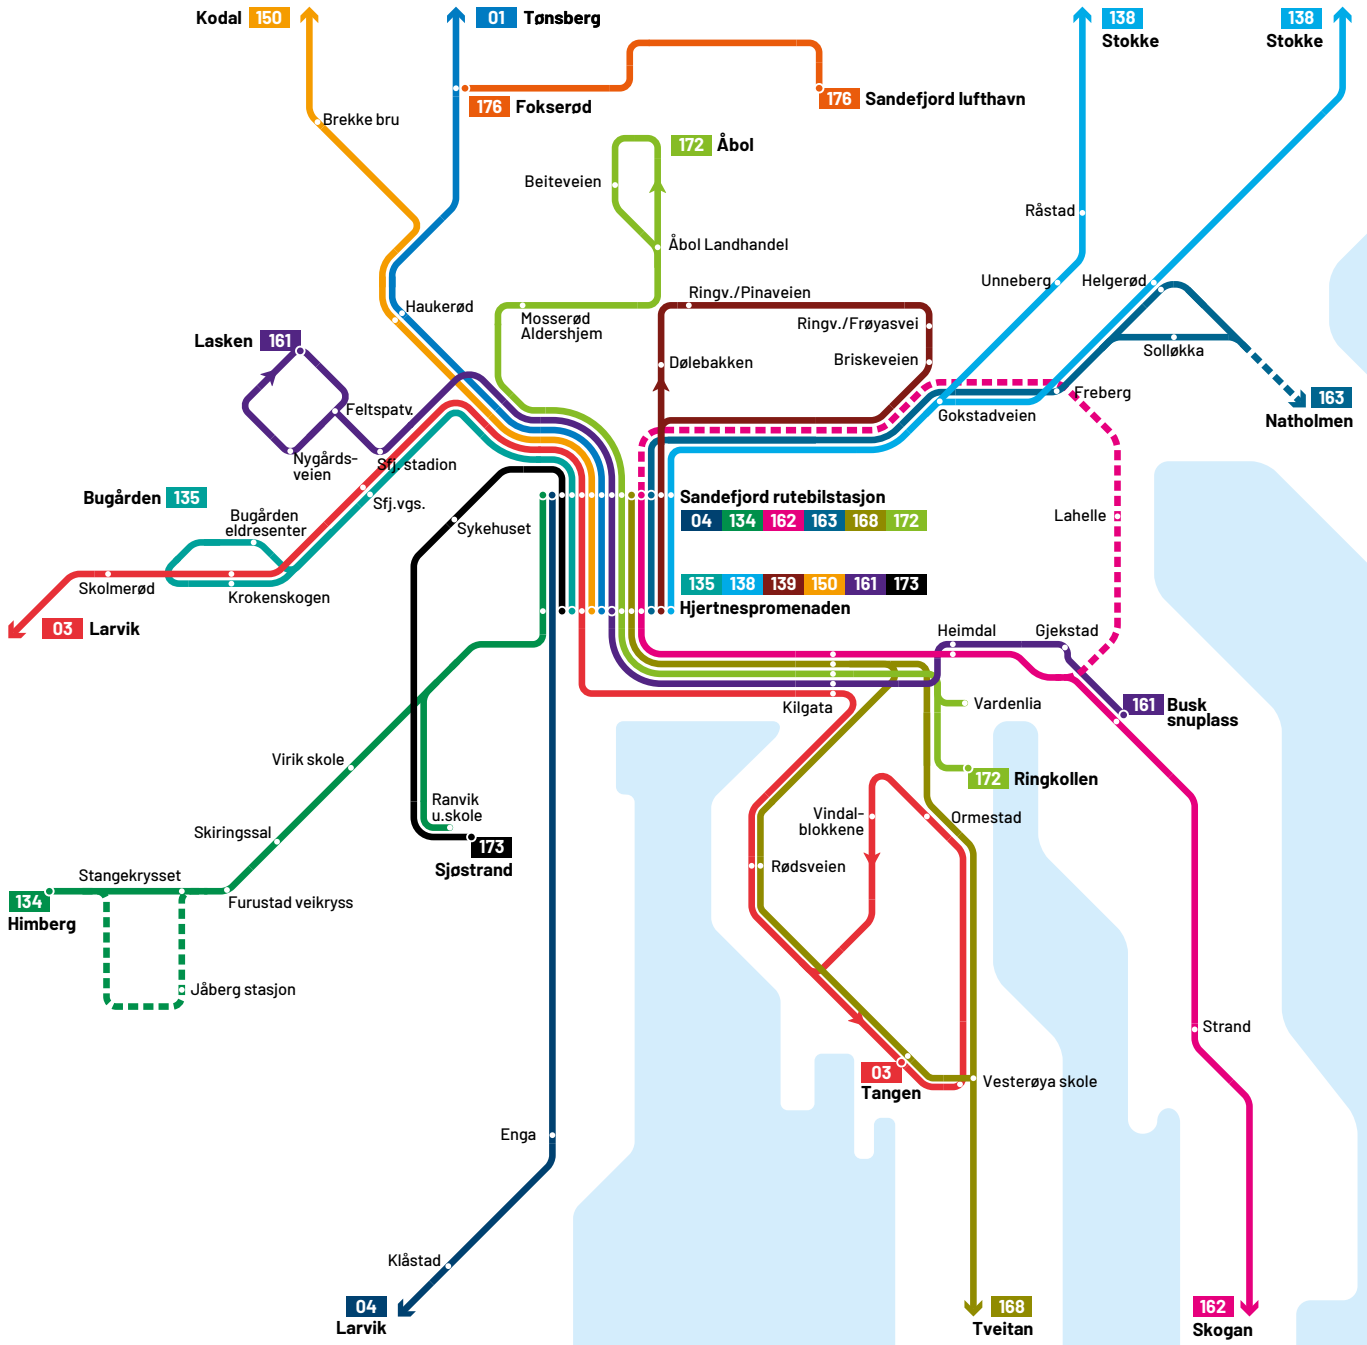 Kodal 150
01 Tønsberg
138
Stokke
138
Stokke
176 Fokserød
176 Sandefjord lufthavn
Brekke bru
172 Åbol
Beiteveien
Råstad
Åbol Landhandel
Unneberg
Helgerød
Haukerød
Mosserød
Aldershjem
Ringv./Pinaveien
Ringv./Frøyasvei
Lasken 161
Dølebakken
Briskeveien
Solløkka
Feltspatv.
Gokstadveien
Freberg
163
Natholmen
Nygårds-
veien
Sfj. stadion
Bugården 135
Sfj.vgs.
Sandefjord rutebilstasjon
04 134 162 163 168 172
Bugården
eldresenter
Sykehuset
Lahelle
Skolmerød
Krokenskogen
135 138 139 150 161 173
Hjertnespromenaden
03 Larvik
Heimdal
Gjekstad
Kilgata
Vardenlia
161 Busk
snuplass
Virik skole
172 Ringkollen
Ranvik
u.skole
Vindal-
blokkene
Ormestad
Skiringssal
173
Sjøstrand
Rødsveien
Stangekrysset
134
Himberg
Furustad veikryss
Jåberg stasjon
Strand
03
Tangen
Vesterøya skole
Enga
Klåstad
04
Larvik
168
Tveitan
162
Skogan